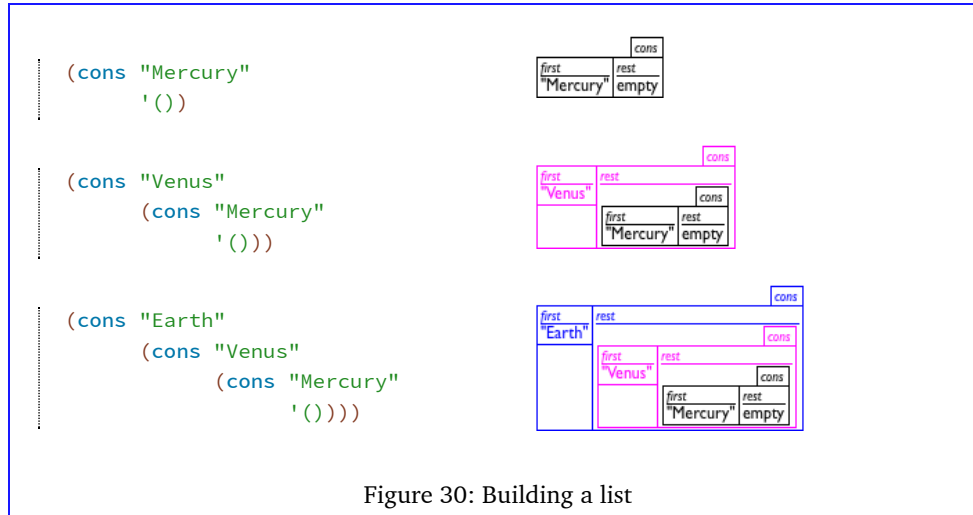 (cons "Mercury"
'())
cons
first rest
"Mercury" empty
(cons "Venus"
(cons "Mercury"
'()))
cons
first rest
"Venus"
cons
first rest
"Mercury" empty
(cons "Earth"
(cons "Venus"
(cons "Mercury"
'())))
cons
first rest
"Earth"
cons
first rest
"Venus"
cons
first rest
"Mercury" empty
Figure 30: Building a list